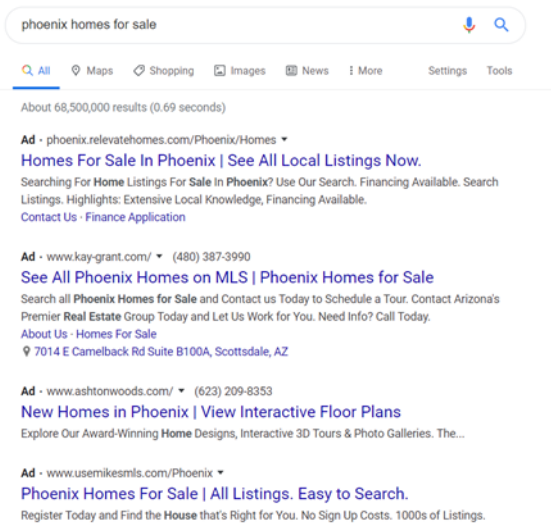 phoenix homes for sale
All Maps Shopping Images News More Settings Tools
About 68,500,000 results (0.69 seconds)
Ad · phoenix.relevatehomes.com/Phoenix/Homes
Homes For Sale In Phoenix | See All Local Listings Now.
Searching For Home Listings For Sale In Phoenix? Use Our Search. Financing Available. Search
Listings. Highlights: Extensive Local Knowledge, Financing Available.
Contact Us · Finance Application
Ad · www.kay-grant.com/ (480) 387-3990
See All Phoenix Homes on MLS | Phoenix Homes for Sale
Search all Phoenix Homes for Sale and Contact us Today to Schedule a Tour. Contact Arizona's
Premier Real Estate Group Today and Let Us Work for You. Need Info? Call Today.
About Us · Homes For Sale
7014 E Camelback Rd Suite B100A, Scottsdale, AZ
Ad · www.ashtonwoods.com/ (623) 209-8353
New Homes in Phoenix | View Interactive Floor Plans
Explore Our Award-Winning Home Designs, Interactive 3D Tours & Photo Galleries. The...
Ad · www.usemikesmls.com/Phoenix
Phoenix Homes For Sale | All Listings. Easy to Search.
Register Today and Find the House that's Right for You. No Sign Up Costs. 1000s of Listings.